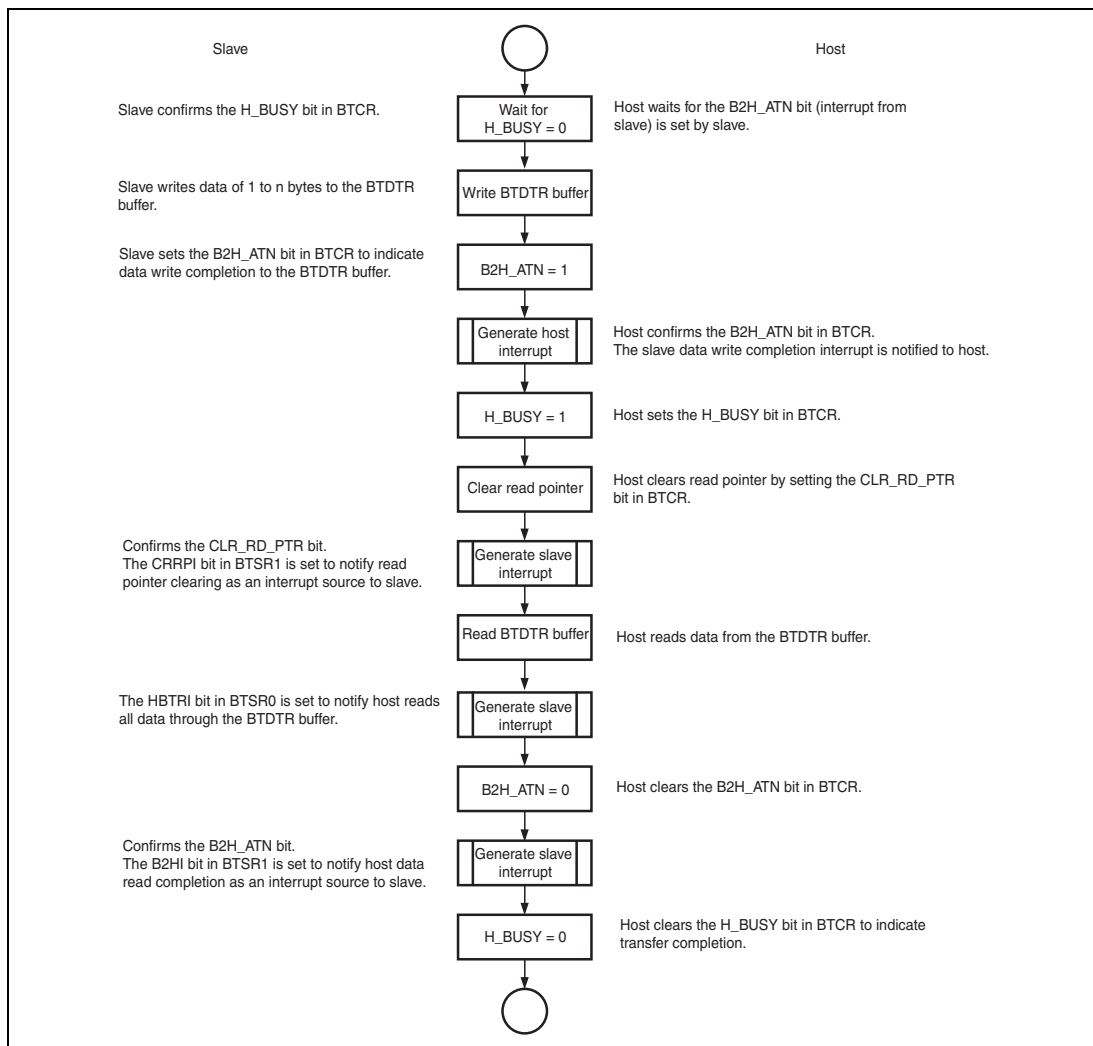 Slave
Host
Slave confirms the H_BUSY bit in BTCR.
Wait for
H_BUSY = 0
Host waits for the B2H_ATN bit (interrupt from
slave) is set by slave.
Slave writes data of 1 to n bytes to the BTDTR
buffer.
Write BTDTR buffer
Slave sets the B2H_ATN bit in BTCR to indicate
data write completion to the BTDTR buffer.
B2H_ATN = 1
Generate host
interrupt
Host confirms the B2H_ATN bit in BTCR.
The slave data write completion interrupt is notified to host.
H_BUSY = 1
Host sets the H_BUSY bit in BTCR.
Clear read pointer
Host clears read pointer by setting the CLR_RD_PTR
bit in BTCR.
Confirms the CLR_RD_PTR bit.
The CRRPI bit in BTSR1 is set to notify read
pointer clearing as an interrupt source to slave.
Generate slave
interrupt
Read BTDTR buffer
Host reads data from the BTDTR buffer.
The HBTRI bit in BTSR0 is set to notify host reads
all data through the BTDTR buffer.
Generate slave
interrupt
B2H_ATN = 0
Host clears the B2H_ATN bit in BTCR.
Confirms the B2H_ATN bit.
The B2HI bit in BTSR1 is set to notify host data
read completion as an interrupt source to slave.
Generate slave
interrupt
H_BUSY = 0
Host clears the H_BUSY bit in BTCR to indicate
transfer completion.